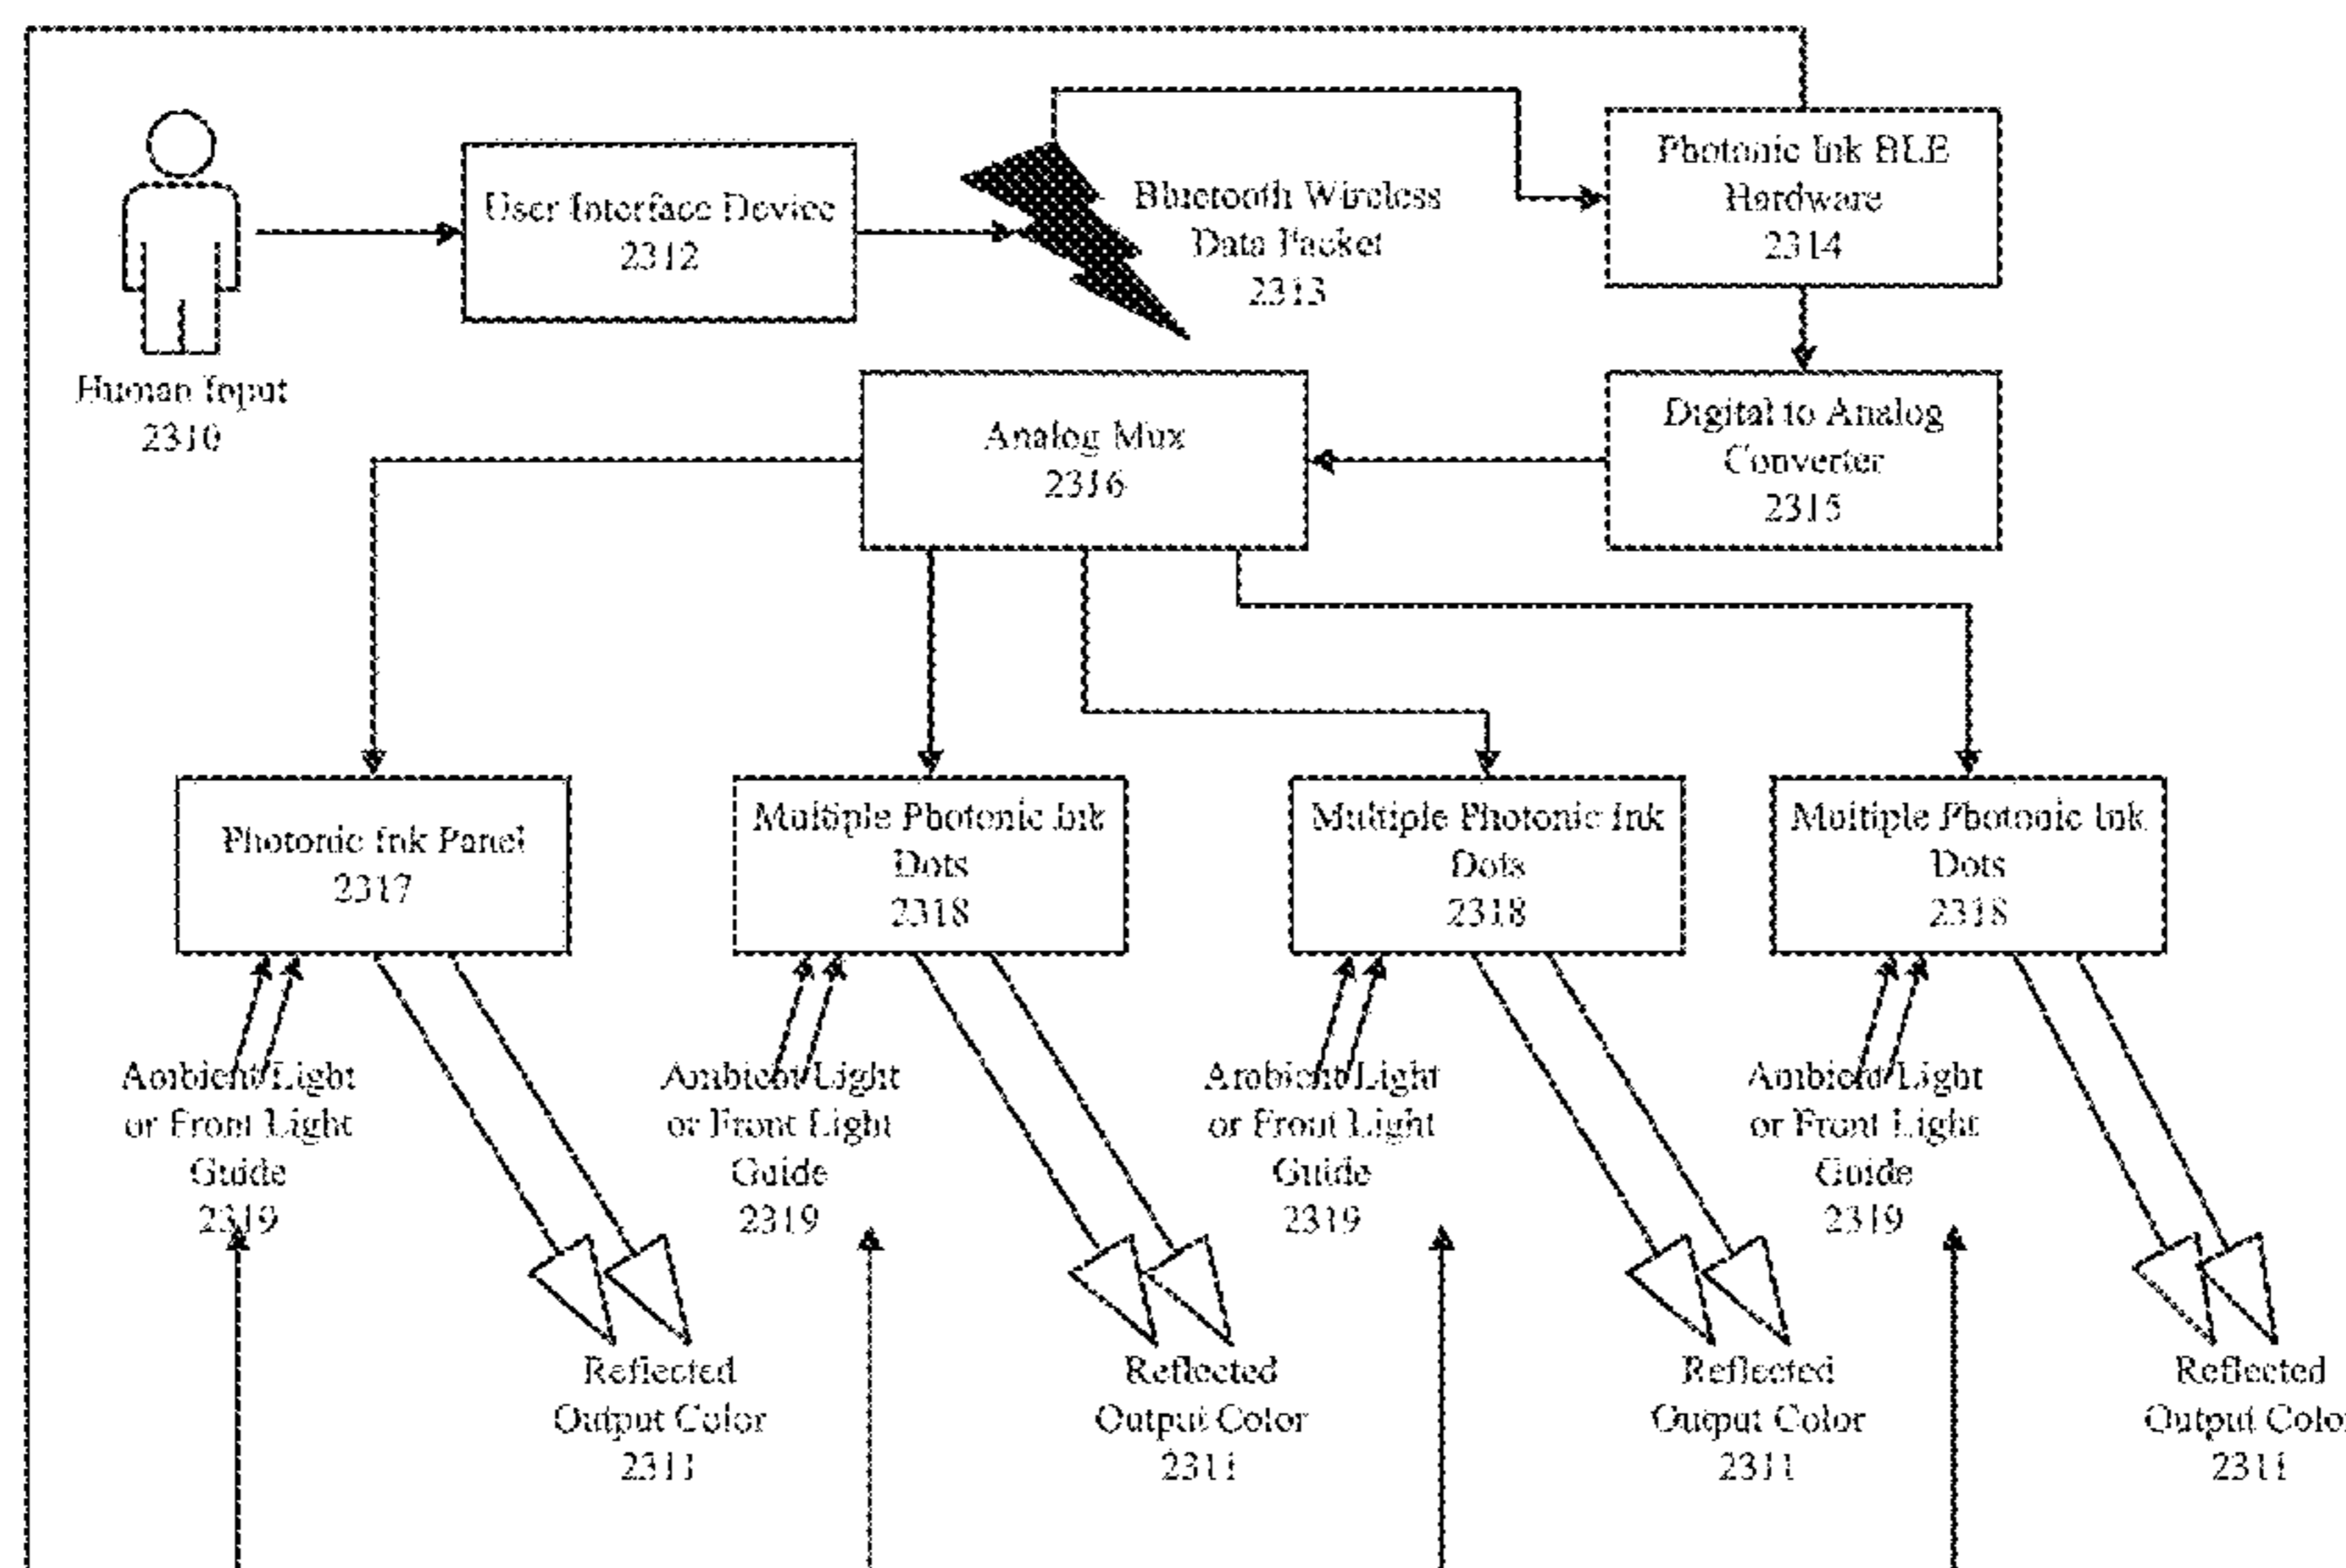 Photonic Ink BLE
Hardware
2314
User Interface Device
2312
Bluetooth Wireless
Data Packet
2313
Human Input
2310
Analog Mux
2316
Digital to Analog
Converter
2315
Photonic Ink Panel
2317
Multiple Photonic Ink
Dots
2318
Multiple Photonic Ink
Dots
2318
Multiple Photonic Ink
Dots
2318
Ambient Light
or Front Light
Guide
2319
Ambient Light
or Front Light
Guide
2319
Ambient Light
or Front Light
Guide
2319
Ambient Light
or Front Light
Guide
2319
Reflected
Output Color
2311
Reflected
Output Color
2311
Reflected
Output Color
2311
Reflected
Output Color
2311